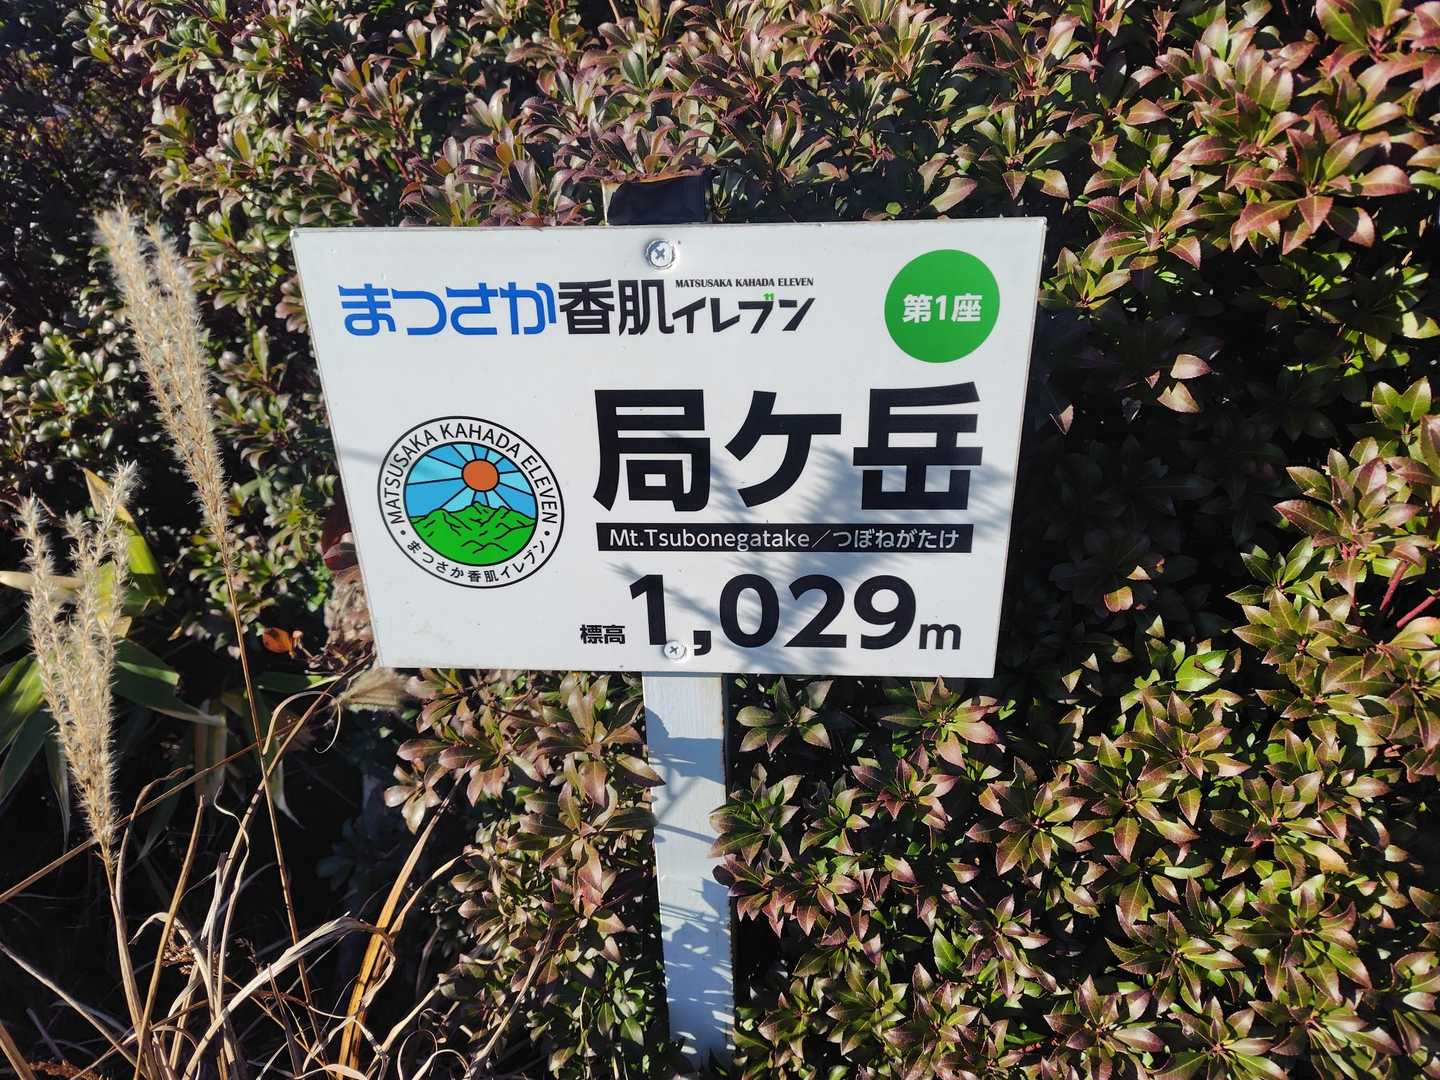 MATSUSAKA KAHADA ELEVEN
まつさか香肌イレブン
第1座
局ケ岳
Mt.Tsubonegatake／つぼねがたけ
標高 1,029m
・MATSUSAKA KAHADA ELEVEN・
まつさか香肌イレブン